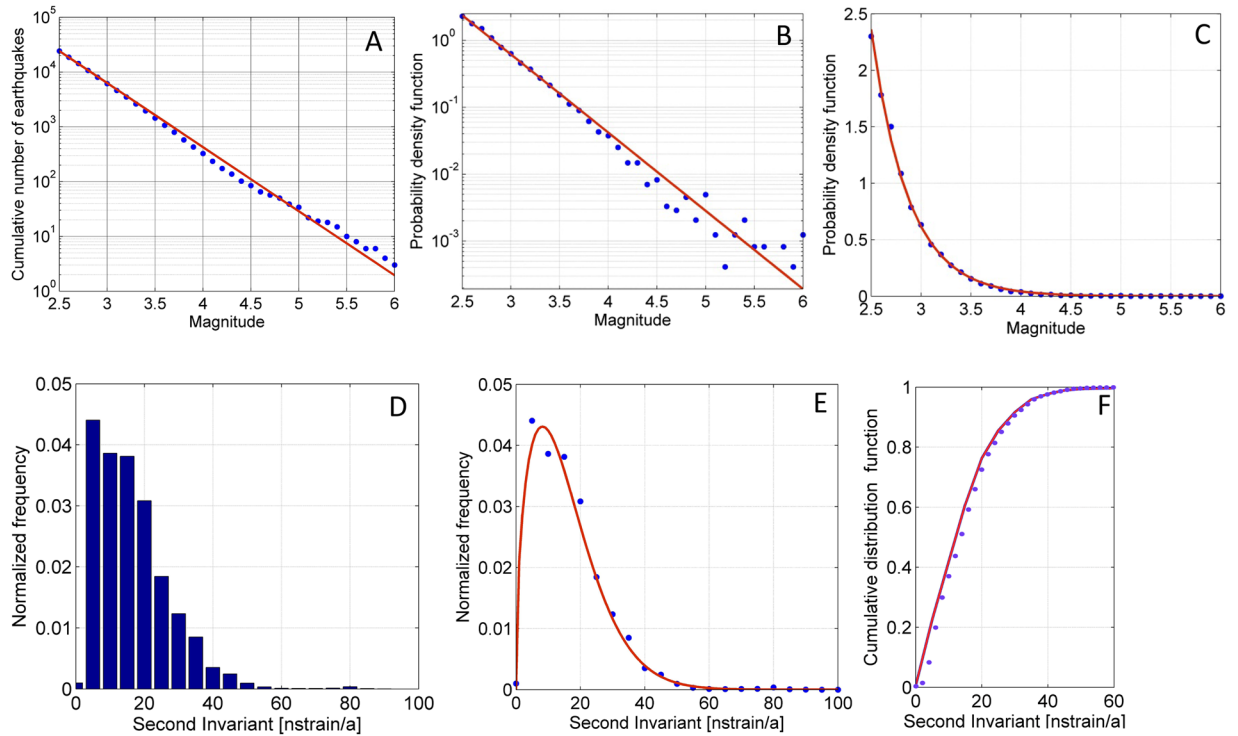 A
Cumulative number of earthquakes
10^5
10^4
10^3
10^2
10^1
10^0
2.5 3 3.5 4 4.5 5 5.5 6
Magnitude
B
Probability density function
10^0
10^-1
10^-2
10^-3
2.5 3 3.5 4 4.5 5 5.5 6
Magnitude
C
Probability density function
2.5
2
1.5
1
0.5
0
2.5 3 3.5 4 4.5 5 5.5 6
Magnitude
D
Normalized frequency
0.05
0.04
0.03
0.02
0.01
0
0 20 40 60 80 100
Second Invariant [nstrain/a]
E
Normalized frequency
0.05
0.04
0.03
0.02
0.01
0
0 20 40 60 80 100
Second Invariant [nstrain/a]
F
Cumulative distribution function
1
0.8
0.6
0.4
0.2
0
0 20 40 60
Second Invariant [nstrain/a]